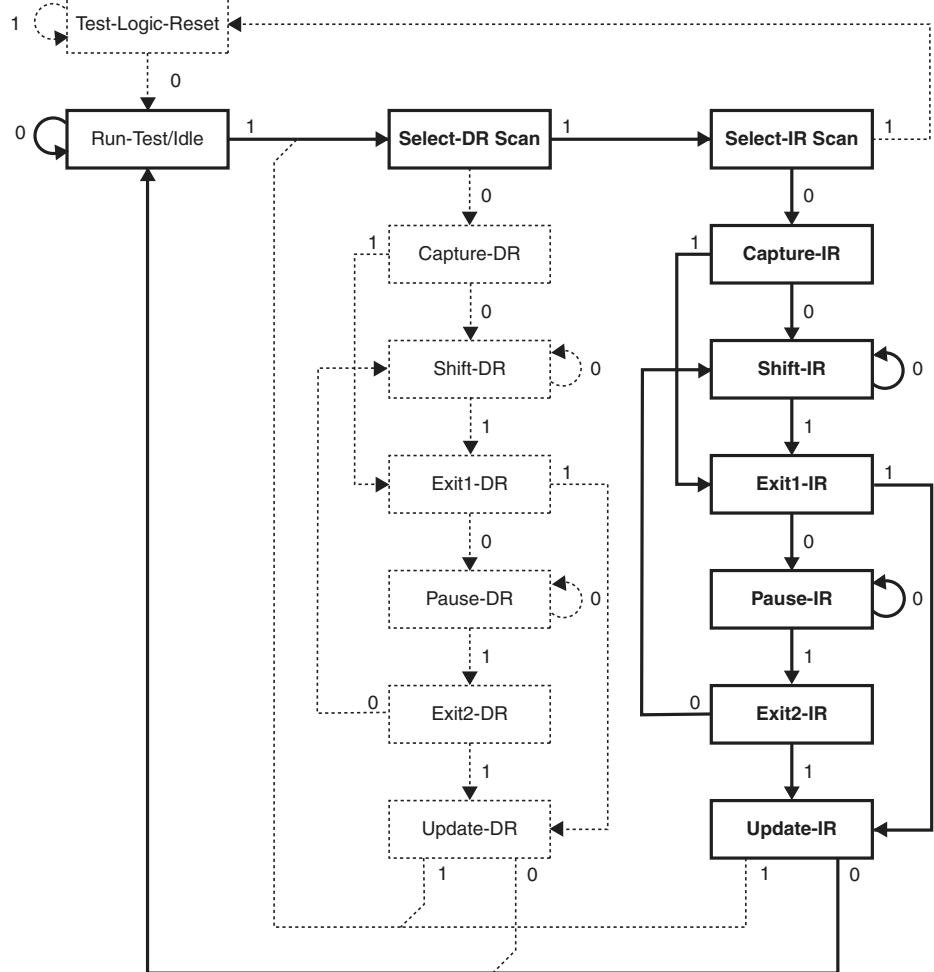 1 Test-Logic-Reset
0
0 Run-Test/Idle 1 Select-DR Scan 1 Select-IR Scan 1
0 0
1 Capture-DR 1 Capture-IR
0 0
Shift-DR 0 Shift-IR 0
1 1
Exit1-DR 1 Exit1-IR 1
0 0
Pause-DR 0 Pause-IR 0
1 1
0 Exit2-DR 0 Exit2-IR
1 1
Update-DR Update-IR
1 0 1 0